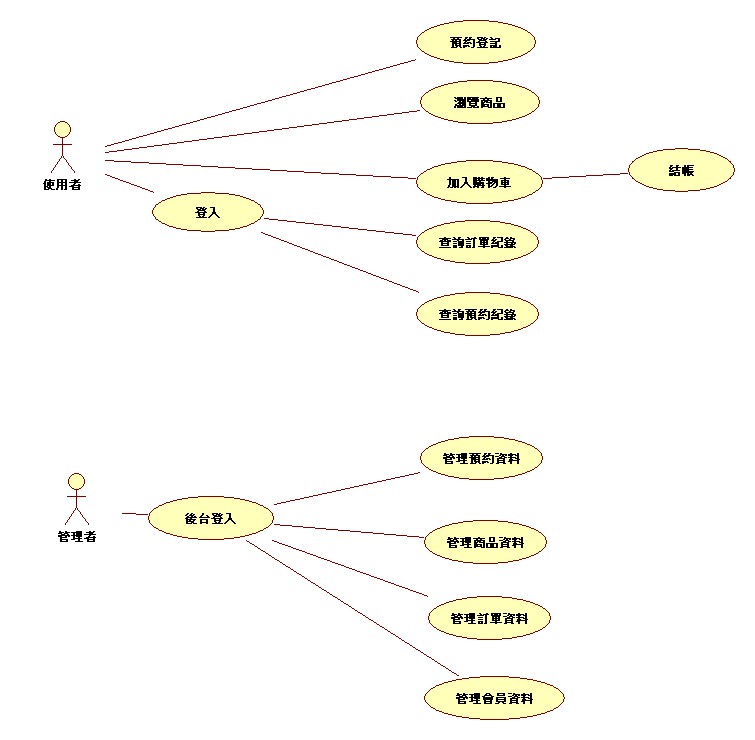 預約登記
瀏覽商品
使用者
加入購物車
結帳
登入
查詢訂單紀錄
查詢預約紀錄
管理預約資料
管理者
後台登入
管理商品資料
管理訂單資料
管理會員資料